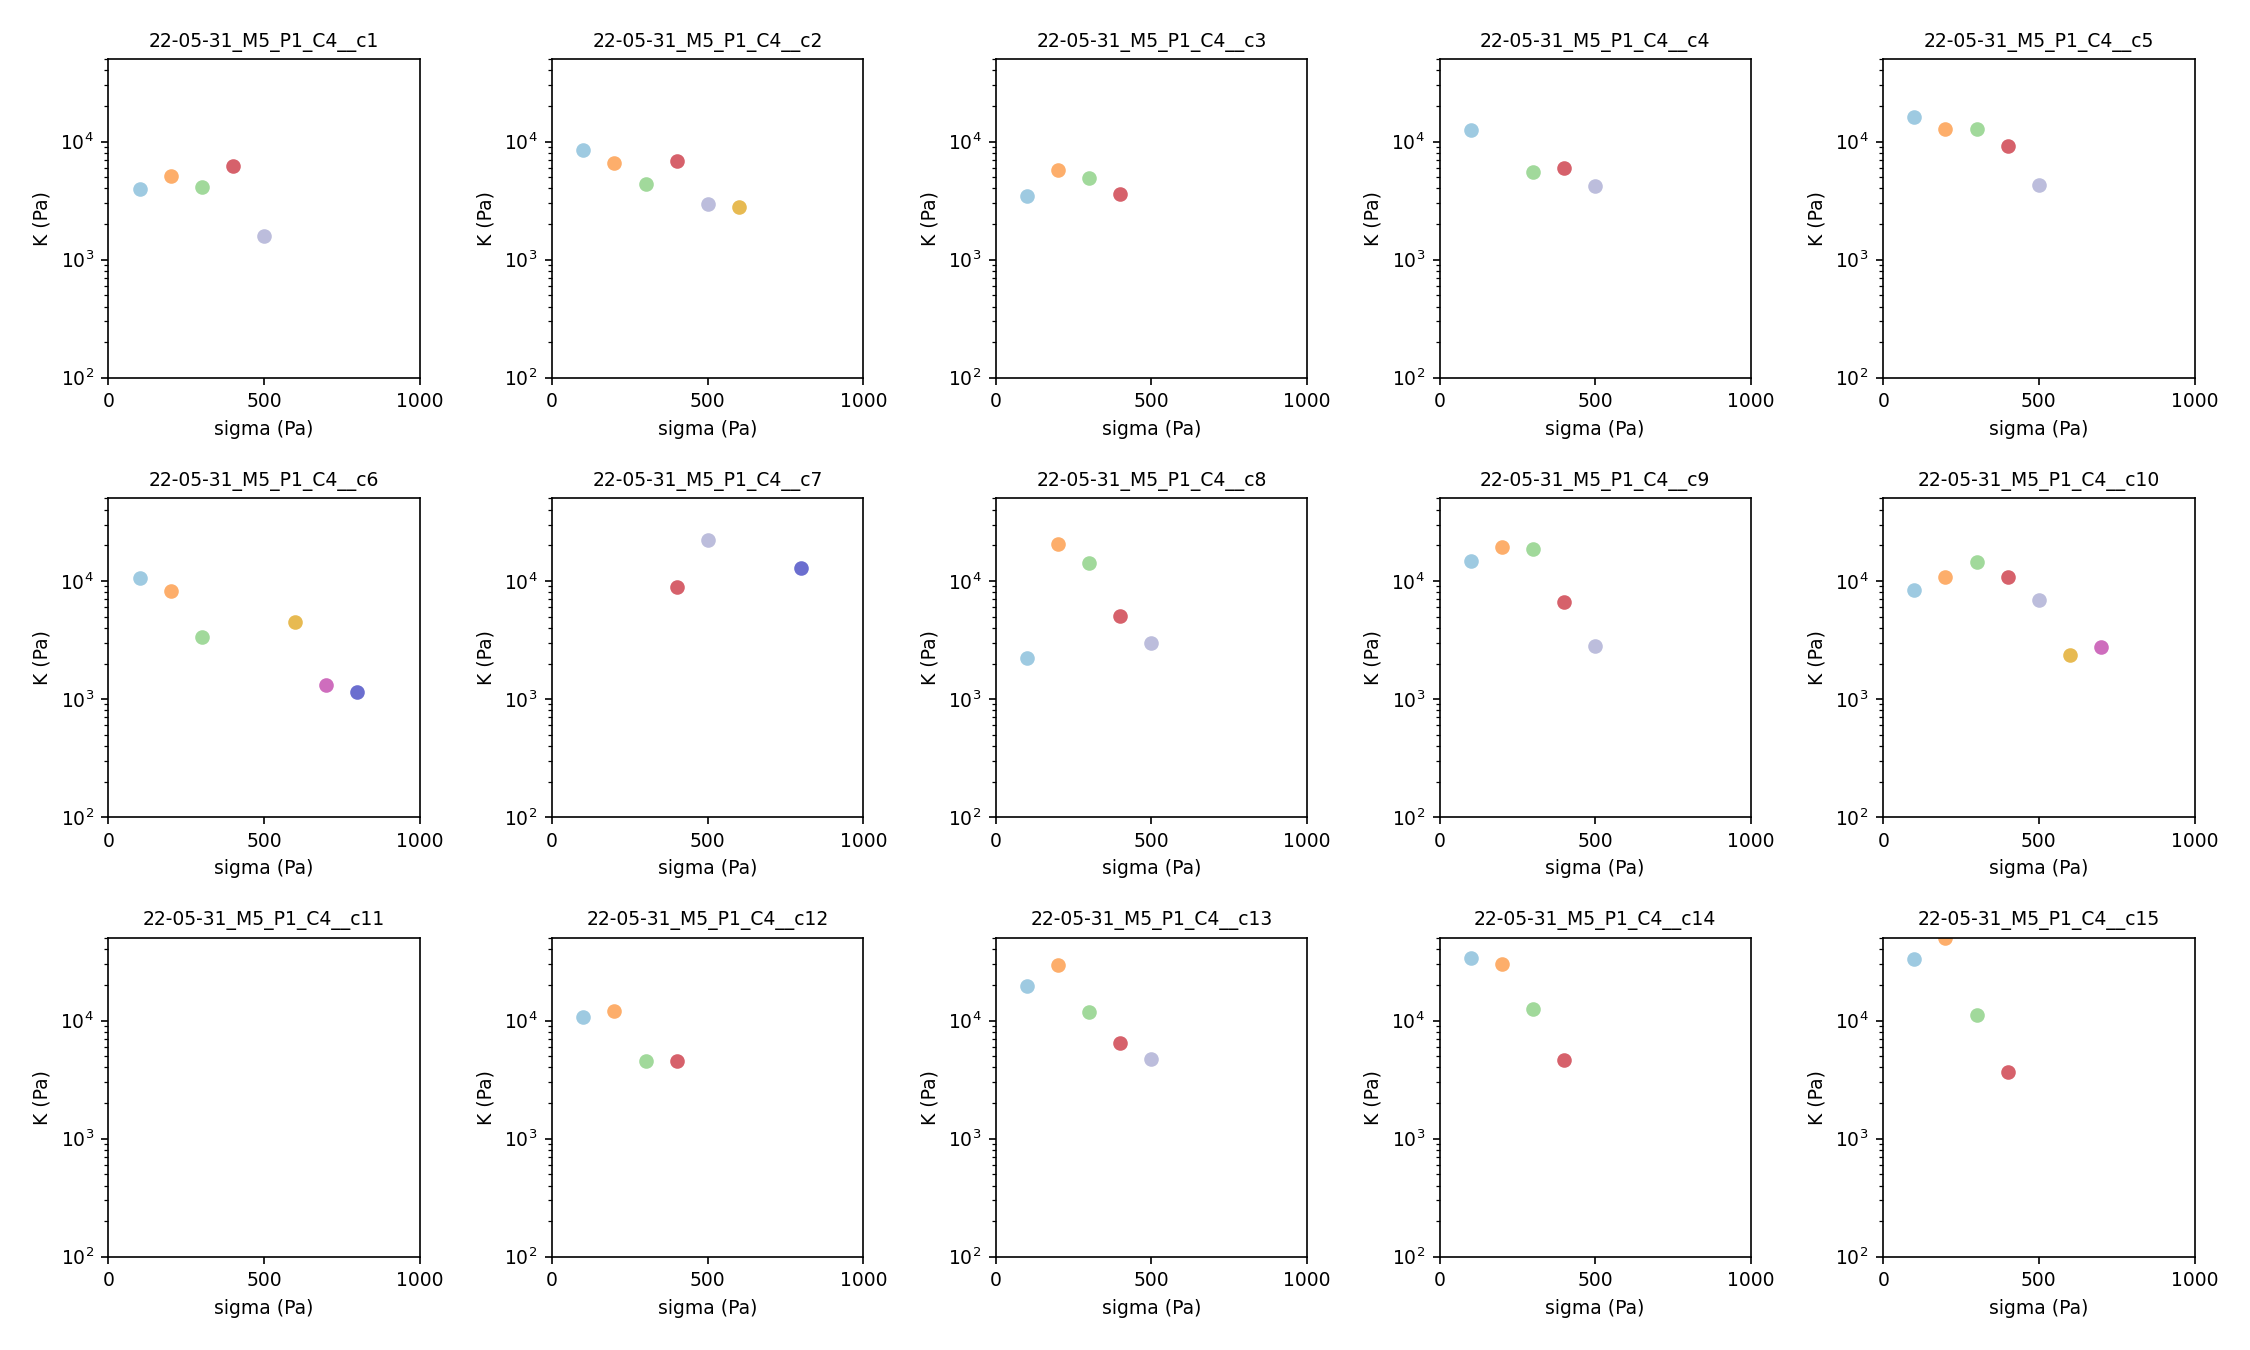 22-05-31_M5_P1_C4__c1
22-05-31_M5_P1_C4__c2
22-05-31_M5_P1_C4__c3
22-05-31_M5_P1_C4__c4
22-05-31_M5_P1_C4__c5
K (Pa)
K (Pa)
K (Pa)
K (Pa)
K (Pa)
10⁴
10³
10²
10⁴
10³
10²
10⁴
10³
10²
10⁴
10³
10²
10⁴
10³
10²
0 500 1000
0 500 1000
0 500 1000
0 500 1000
0 500 1000
sigma (Pa)
sigma (Pa)
sigma (Pa)
sigma (Pa)
sigma (Pa)
22-05-31_M5_P1_C4__c6
22-05-31_M5_P1_C4__c7
22-05-31_M5_P1_C4__c8
22-05-31_M5_P1_C4__c9
22-05-31_M5_P1_C4__c10
K (Pa)
K (Pa)
K (Pa)
K (Pa)
K (Pa)
10⁴
10³
10²
10⁴
10³
10²
10⁴
10³
10²
10⁴
10³
10²
10⁴
10³
10²
0 500 1000
0 500 1000
0 500 1000
0 500 1000
0 500 1000
sigma (Pa)
sigma (Pa)
sigma (Pa)
sigma (Pa)
sigma (Pa)
22-05-31_M5_P1_C4__c11
22-05-31_M5_P1_C4__c12
22-05-31_M5_P1_C4__c13
22-05-31_M5_P1_C4__c14
22-05-31_M5_P1_C4__c15
K (Pa)
K (Pa)
K (Pa)
K (Pa)
K (Pa)
10⁴
10³
10²
10⁴
10³
10²
10⁴
10³
10²
10⁴
10³
10²
10⁴
10³
10²
0 500 1000
0 500 1000
0 500 1000
0 500 1000
0 500 1000
sigma (Pa)
sigma (Pa)
sigma (Pa)
sigma (Pa)
sigma (Pa)